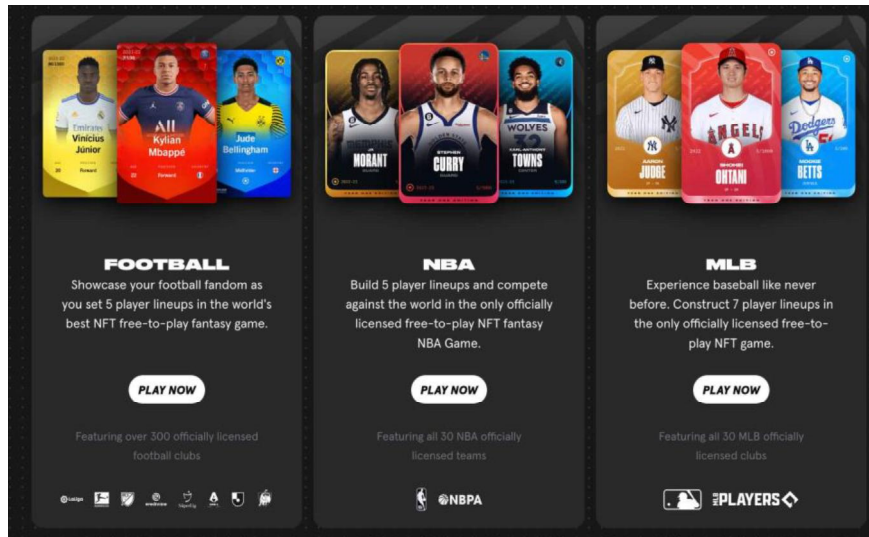 Vinícius
Júnior
Forward
Kylian
Mbappé
Forward
Jude
Bellingham
Midfielder
JA
MORANT
GUARD
STEPHEN
CURRY
GUARD
WOLVES
KARL-ANTHONY
TOWNS
CENTER
AARON
JUDGE
ANGELS
SHOHEI
OHTANI
Dodgers
MOOKIE
BETTS
FOOTBALL
Showcase your football fandom as
you set 5 player lineups in the world's
best NFT free-to-play fantasy game.
PLAY NOW
Featuring over 300 officially licensed
football clubs
LaLiga
NBA
Build 5 player lineups and compete
against the world in the only officially
licensed free-to-play NFT fantasy
NBA Game.
PLAY NOW
Featuring all 30 NBA officially
licensed teams
NBPA
MLB
Experience baseball like never
before. Construct 7 player lineups in
the only officially licensed free-to-
play NFT game.
PLAY NOW
Featuring all 30 MLB officially
licensed clubs
MLB PLAYERS